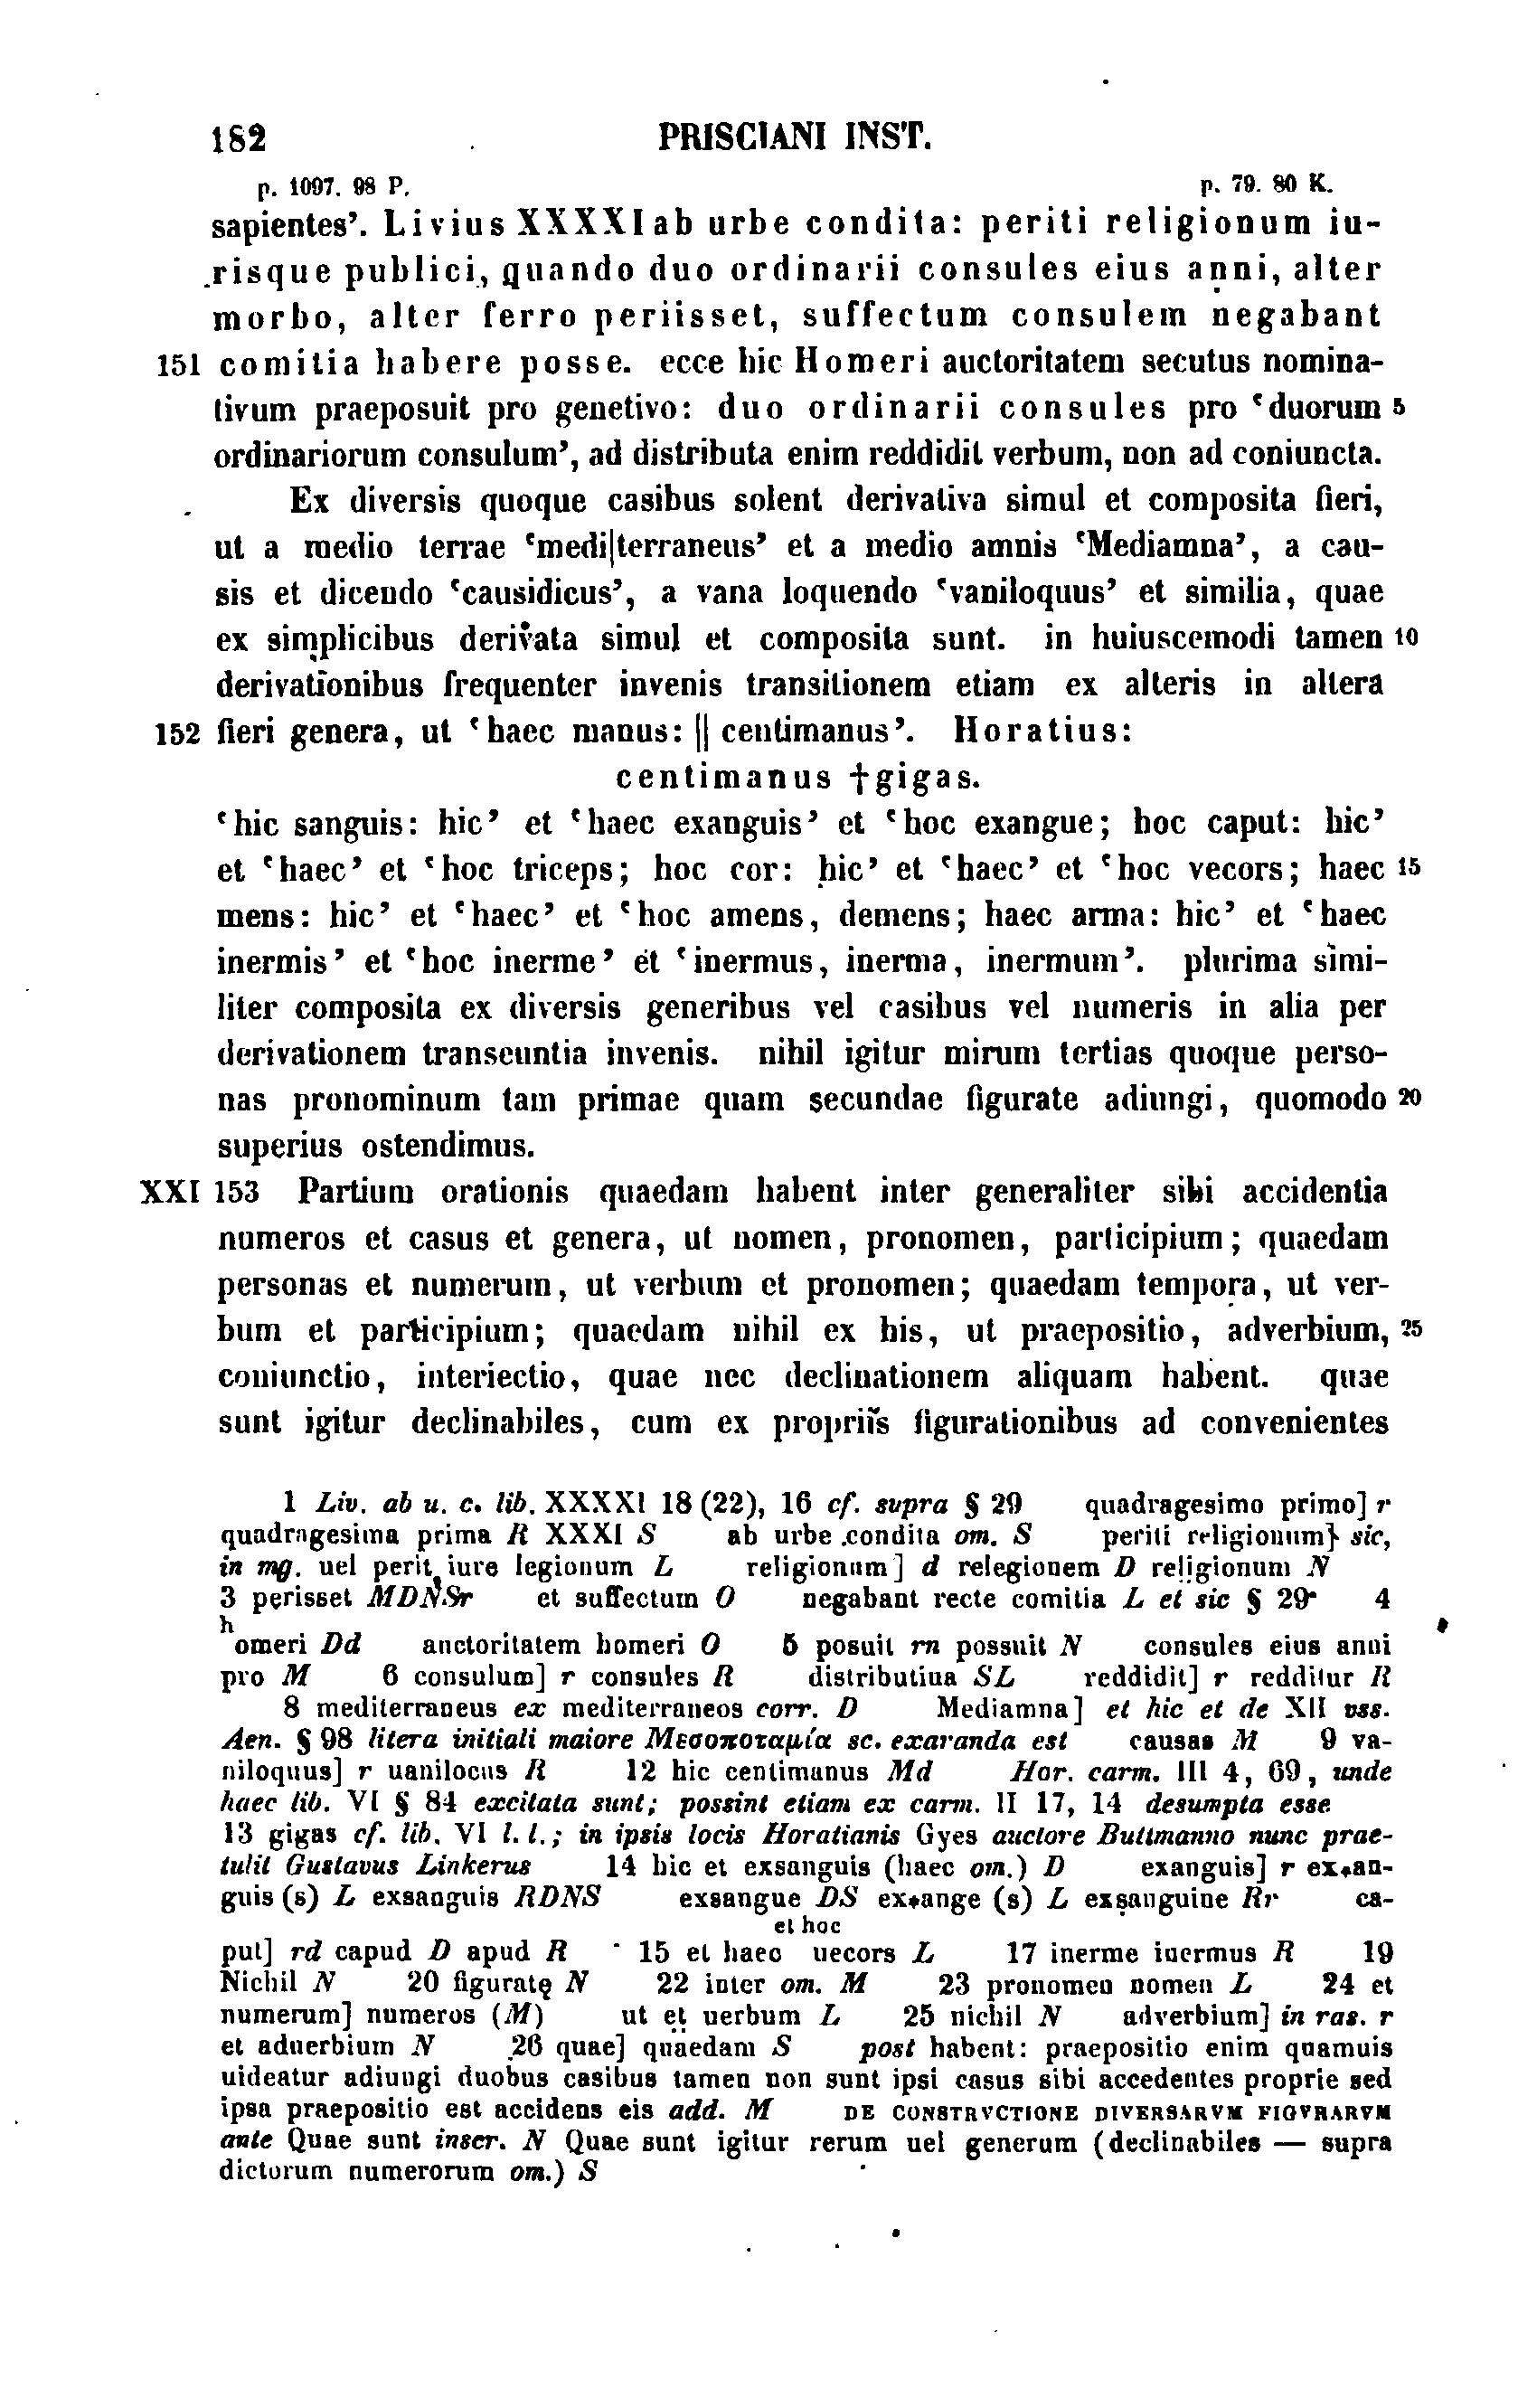 182 PRISCIANI INST.
p. 1097. 98 P. p. 79. 80 K.
sapientes’. Livius XXXXI ab urbe condita: periti religionum iu-
risque publici, quando duo ordinarii consules eius anni, alter
morbo, alter ferro periisset, suffectum consulem negabant
151 comitia habere posse. ecce hic Homeri auctoritatem secutus nomina-
tivum praeposuit pro genetivo: duo ordinarii consules pro ‘duorum 5
ordinariorum consulum’, ad distributa enim reddidit verbum, non ad coniuncta.
Ex diversis quoque casibus solent derivativa simul et composita fieri,
ut a medio terrae ‘medi|terraneus’ et a medio amnis ‘Mediamna’, a cau-
sis et dicendo ‘causidicus’, a vana loquendo ‘vaniloquus’ et similia, quae
ex simplicibus derivata simul et composita sunt. in huiuscemodi tamen 10
derivationibus frequenter invenis transitionem etiam ex alteris in altera
152 fieri genera, ut ‘haec manus: || centimanus’. Horatius:
centimanus †gigas.
‘hic sanguis: hic’ et ‘haec exanguis’ et ‘hoc exangue; hoc caput: hic’
et ‘haec’ et ‘hoc triceps; hoc cor: hic’ et ‘haec’ et ‘hoc vecors; haec 15
mens: hic’ et ‘haec’ et ‘hoc amens, demens; haec arma: hic’ et ‘haec
inermis’ et ‘hoc inerme’ et ‘inermus, inerma, inermum’. plurima simi-
liter composita ex diversis generibus vel casibus vel numeris in alia per
derivationem transeuntia invenis. nihil igitur mirum tertias quoque perso-
nas pronominum tam primae quam secundae figurate adiungi, quomodo 20
superius ostendimus.
XXI 153 Partium orationis quaedam habent inter generaliter sibi accidentia
numeros et casus et genera, ut nomen, pronomen, participium; quaedam
personas et numerum, ut verbum et pronomen; quaedam tempora, ut ver-
bum et participium; quaedam nihil ex his, ut praepositio, adverbium, 25
coniunctio, interiectio, quae nec declinationem aliquam habent. quae
sunt igitur declinabiles, cum ex propriis figurationibus ad convenientes
1 Liv. ab u. c. lib. XXXXI 18 (22), 16 cf. supra § 29 quadragesimo primo] r
quadragesima prima R XXXI S ab urbe condita om. S periti religionum] sic,
in mg. uel perit iure legionum L religionum] d relegionem D religionum N
3 perisset MDNSr et suffectum O negabant recte comitia L et sic § 29 4
h
omeri Dd auctoritatem homeri O 5 posuit rn possuit N consules eius anni
pro M 6 consulum] r consules R distributiua SL reddidit] r redditur R
8 mediterraneus ex mediterraneos corr. D Mediamna] et hic et de XII vss.
Aen. § 98 litera initiali maiore Μεσοποταμία sc. exaranda est causas M 9 va-
niloquus] r uanilocus R 12 hic centimanus Md Hor. carm. III 4, 69, unde
haec lib. VI § 84 excitata sunt; possint etiam ex carm. II 17, 14 desumpta esse
13 gigas cf. lib. VI l. l.; in ipsis locis Horatianis Gyes auctore Buttmanno nunc prae-
tulit Gustavus Linkerus 14 hic et exsanguis (haec om.) D exanguis] r ex*an-
guis (s) L exsanguis RDNS exsangue DS ex*ange (s) L exsanguine Rr ca-
et hoc
put] rd capud D apud R 15 et haec uecors L 17 inerme inermus R 19
Nichil N 20 figuratę N 22 inter om. M 23 pronomen nomen L 24 et
numerum] numeros (M) ut et uerbum L 25 nichil N adverbium] in ras. r
et aduerbium N 26 quae] quaedam S post habent: praepositio enim quamuis
uideatur adiungi duobus casibus tamen non sunt ipsi casus sibi accedentes proprie sed
ipsa praepositio est accidens eis add. M DE CONSTRVCTIONE DIVERSARVM FIGVRARVM
ante Quae sunt inscr. N Quae sunt igitur rerum uel generum (declinabiles — supra
dictorum numerorum om.) S